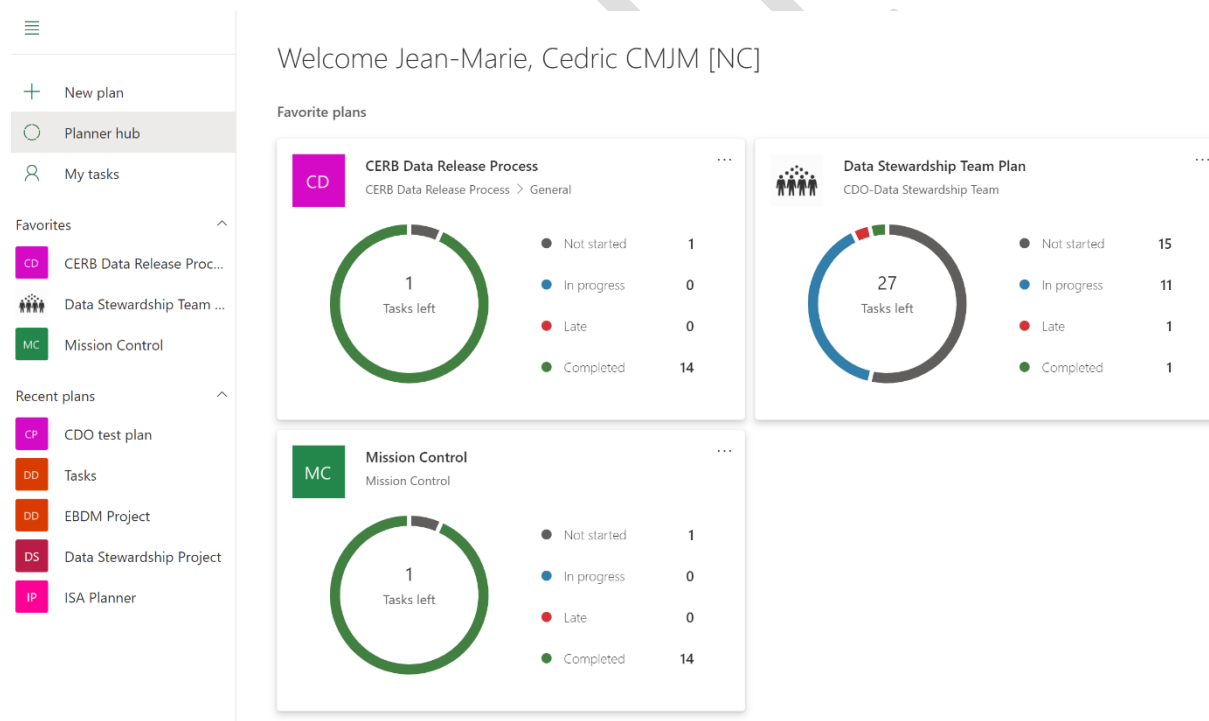 Welcome Jean-Marie, Cedric CMJM [NC]
New plan
Planner hub
My tasks
Favorites
CD CERB Data Release Proc...
Data Stewardship Team ...
MC Mission Control
Recent plans
CP CDO test plan
DD Tasks
DD EBDM Project
DS Data Stewardship Project
IP ISA Planner
Favorite plans
CD
CERB Data Release Process
...
CERB Data Release Process > General
1
Tasks left
Not started 1
In progress 0
Late 0
Completed 14
Data Stewardship Team Plan
...
CDO-Data Stewardship Team
27
Tasks left
Not started 15
In progress 11
Late 1
Completed 1
MC
Mission Control
...
Mission Control
1
Tasks left
Not started 1
In progress 0
Late 0
Completed 14